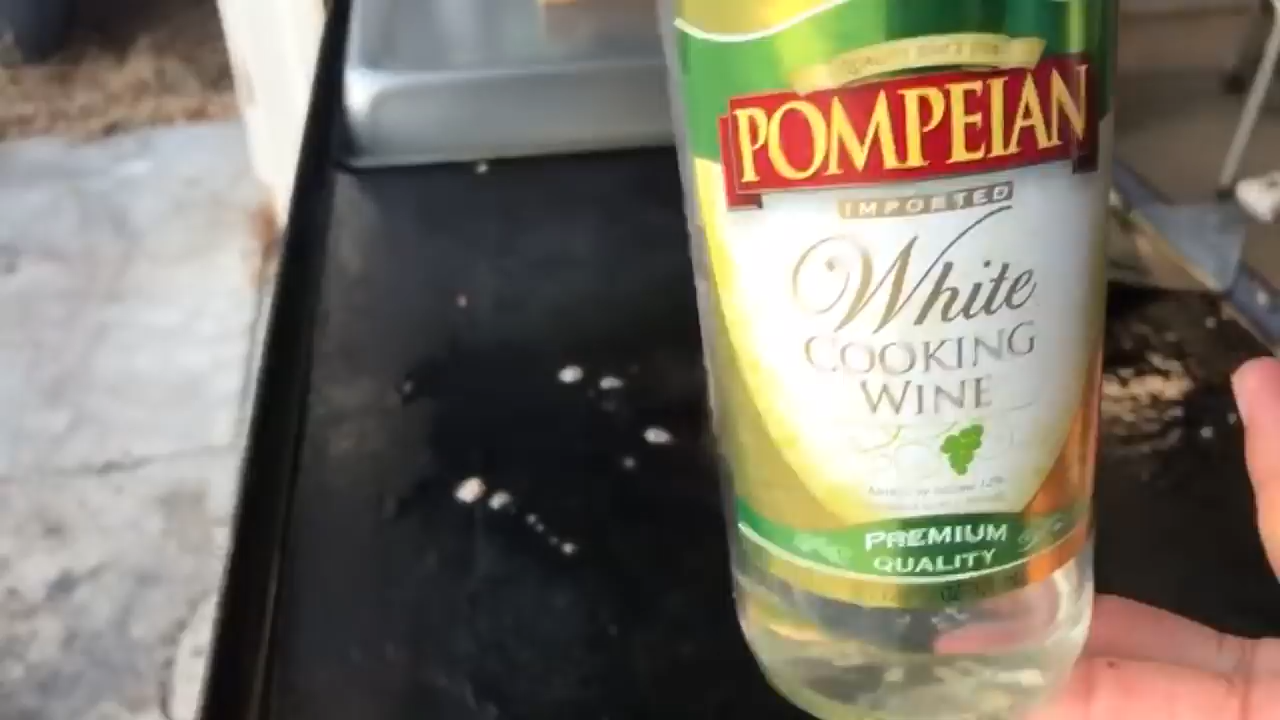 POMPEIAN
IMPORTED
White
COOKING
WINE
PREMIUM
QUALITY